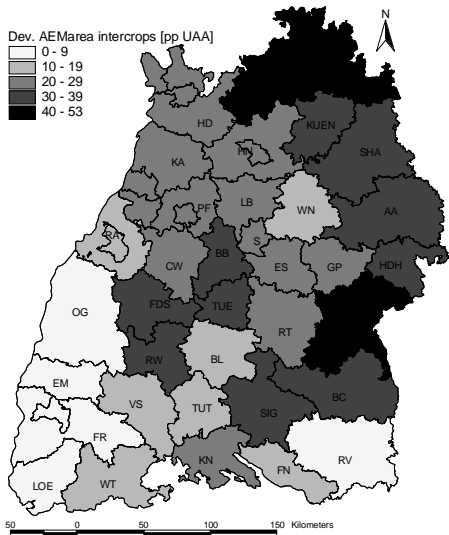 N
Dev. AEMarea intercrops [pp UAA]
0 - 9
10 - 19
20 - 29
30 - 39
40 - 53
HD
KUEN
HN
SHA
KA
LB
WN
AA
PF
RA
S
BB
CW
ES
GP
HDH
OG
FDS
TUE
RT
RW
BL
EM
BC
VS
TUT
SIG
FR
RV
KN
FN
LOE
WT
50 0 50 100 150 Kilometers